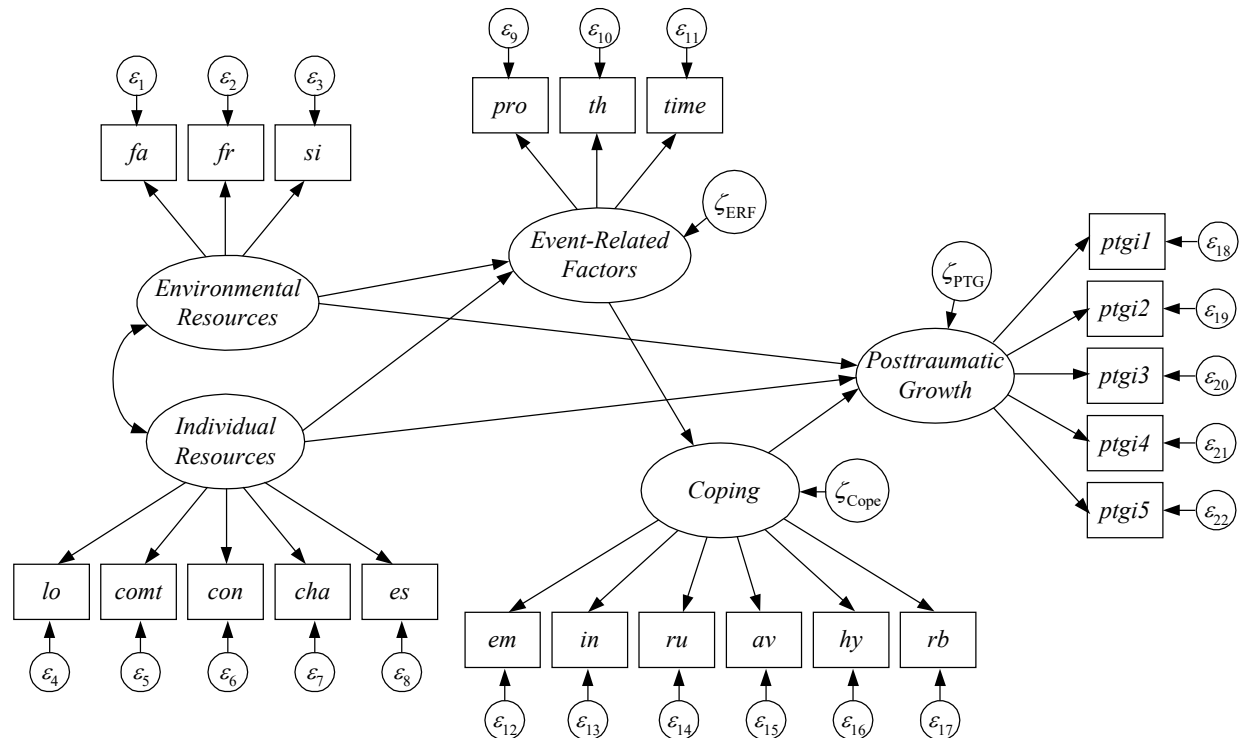 ε9
ε10
ε11
ε1
ε2
ε3
pro
th
time
fa
fr
si
ζERF
Event-Related
Factors
ptgi1
ε18
ζPTG
Environmental
Resources
ptgi2
ε19
Posttraumatic
Growth
ptgi3
ε20
Individual
Resources
ptgi4
ε21
Coping
ζCope
ptgi5
ε22
lo
comt
con
cha
es
em
in
ru
av
hy
rb
ε4
ε5
ε6
ε7
ε8
ε12
ε13
ε14
ε15
ε16
ε17